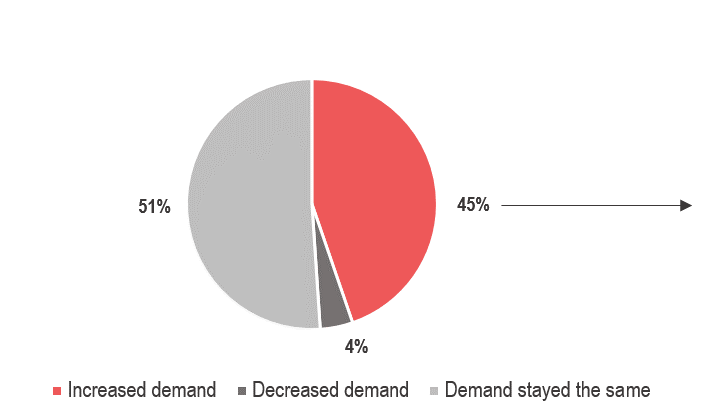 51%
45%
4%
Increased demand
Decreased demand
Demand stayed the same